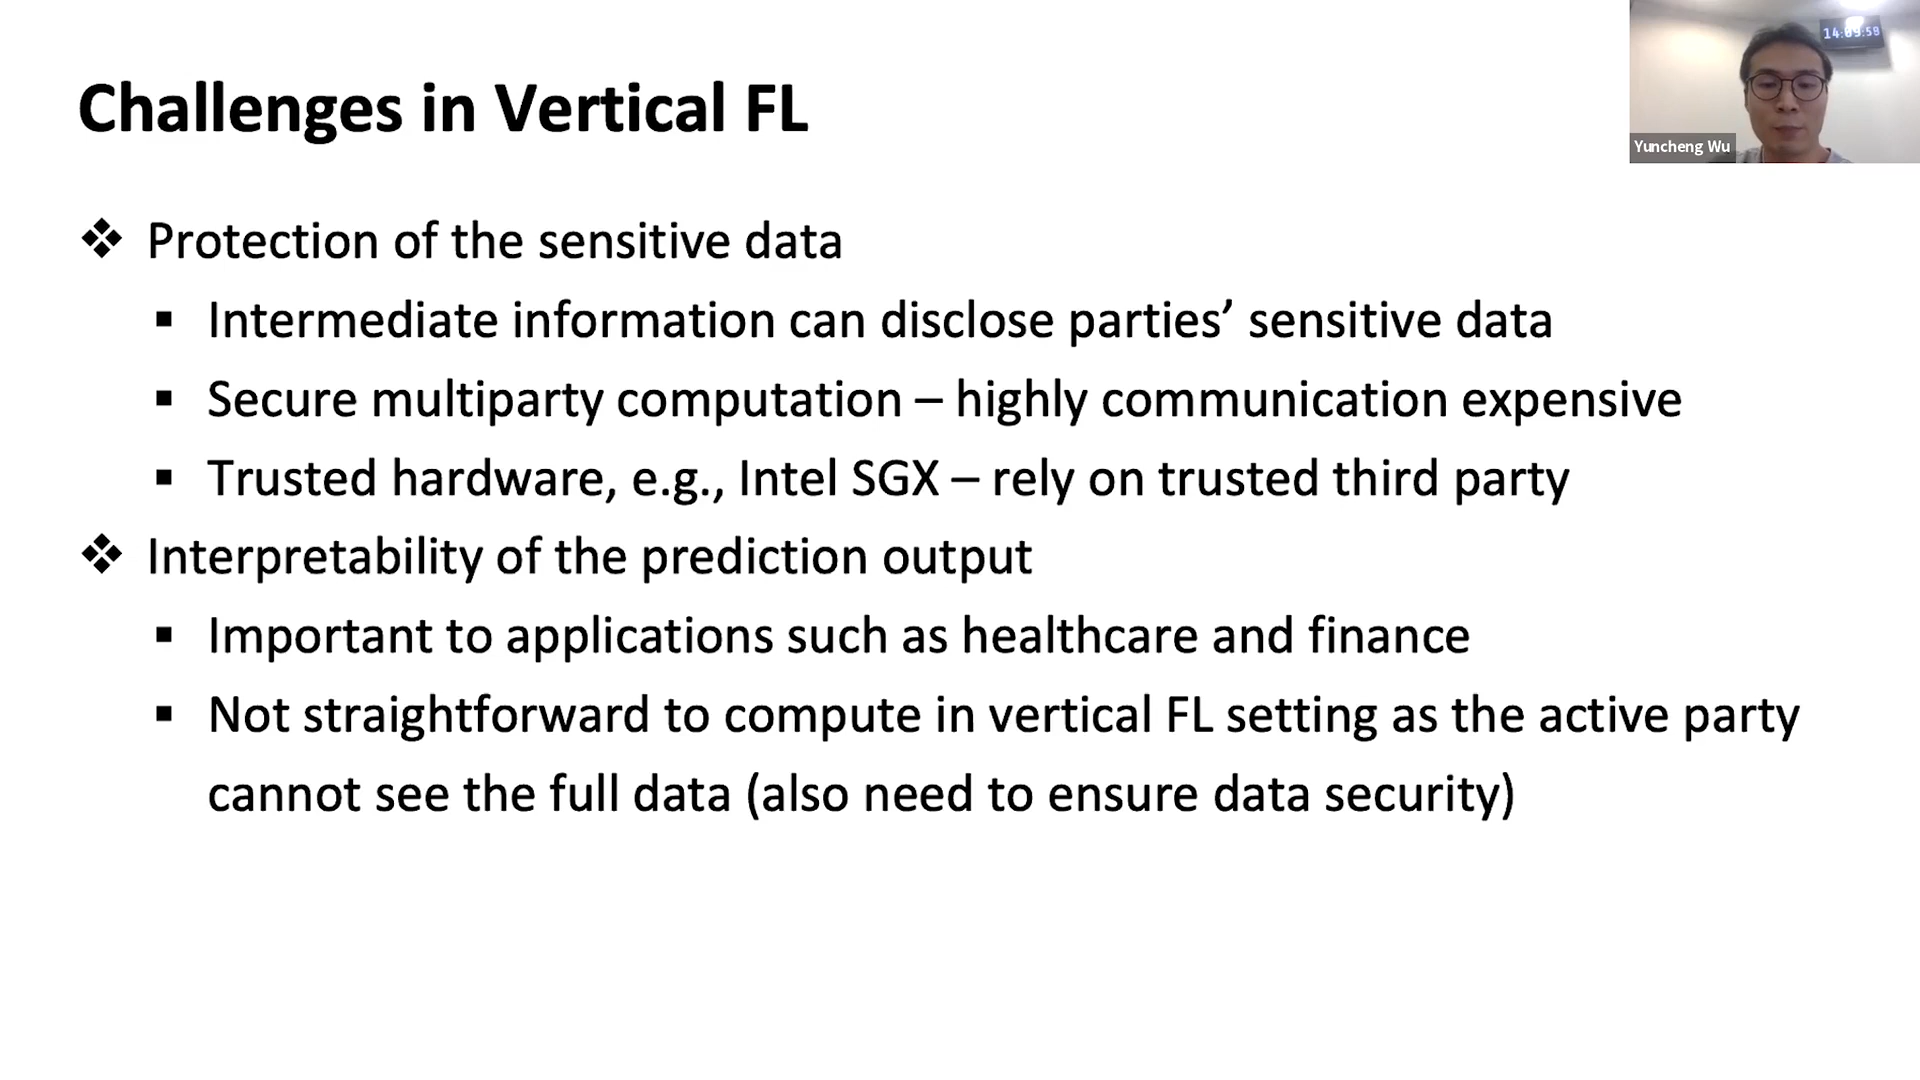 Challenges in Vertical FL
14:09:58
Yuncheng Wu
❖ Protection of the sensitive data
▪ Intermediate information can disclose parties’ sensitive data
▪ Secure multiparty computation – highly communication expensive
▪ Trusted hardware, e.g., Intel SGX – rely on trusted third party
❖ Interpretability of the prediction output
▪ Important to applications such as healthcare and finance
▪ Not straightforward to compute in vertical FL setting as the active party
cannot see the full data (also need to ensure data security)